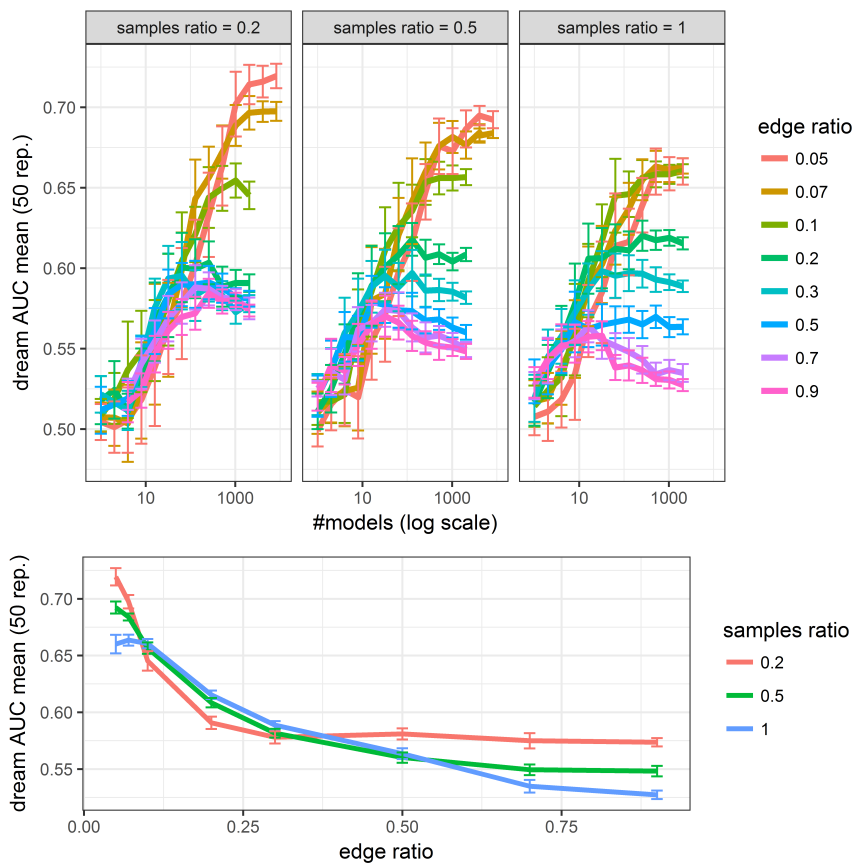 samples ratio = 0.2 samples ratio = 0.5 samples ratio = 1
dream AUC mean (50 rep.)
0.70
0.65
0.60
0.55
0.50
10 1000 10 1000 10 1000
#models (log scale)
edge ratio
0.05
0.07
0.1
0.2
0.3
0.5
0.7
0.9
dream AUC mean (50 rep.)
0.70
0.65
0.60
0.55
0.00 0.25 0.50 0.75
edge ratio
samples ratio
0.2
0.5
1